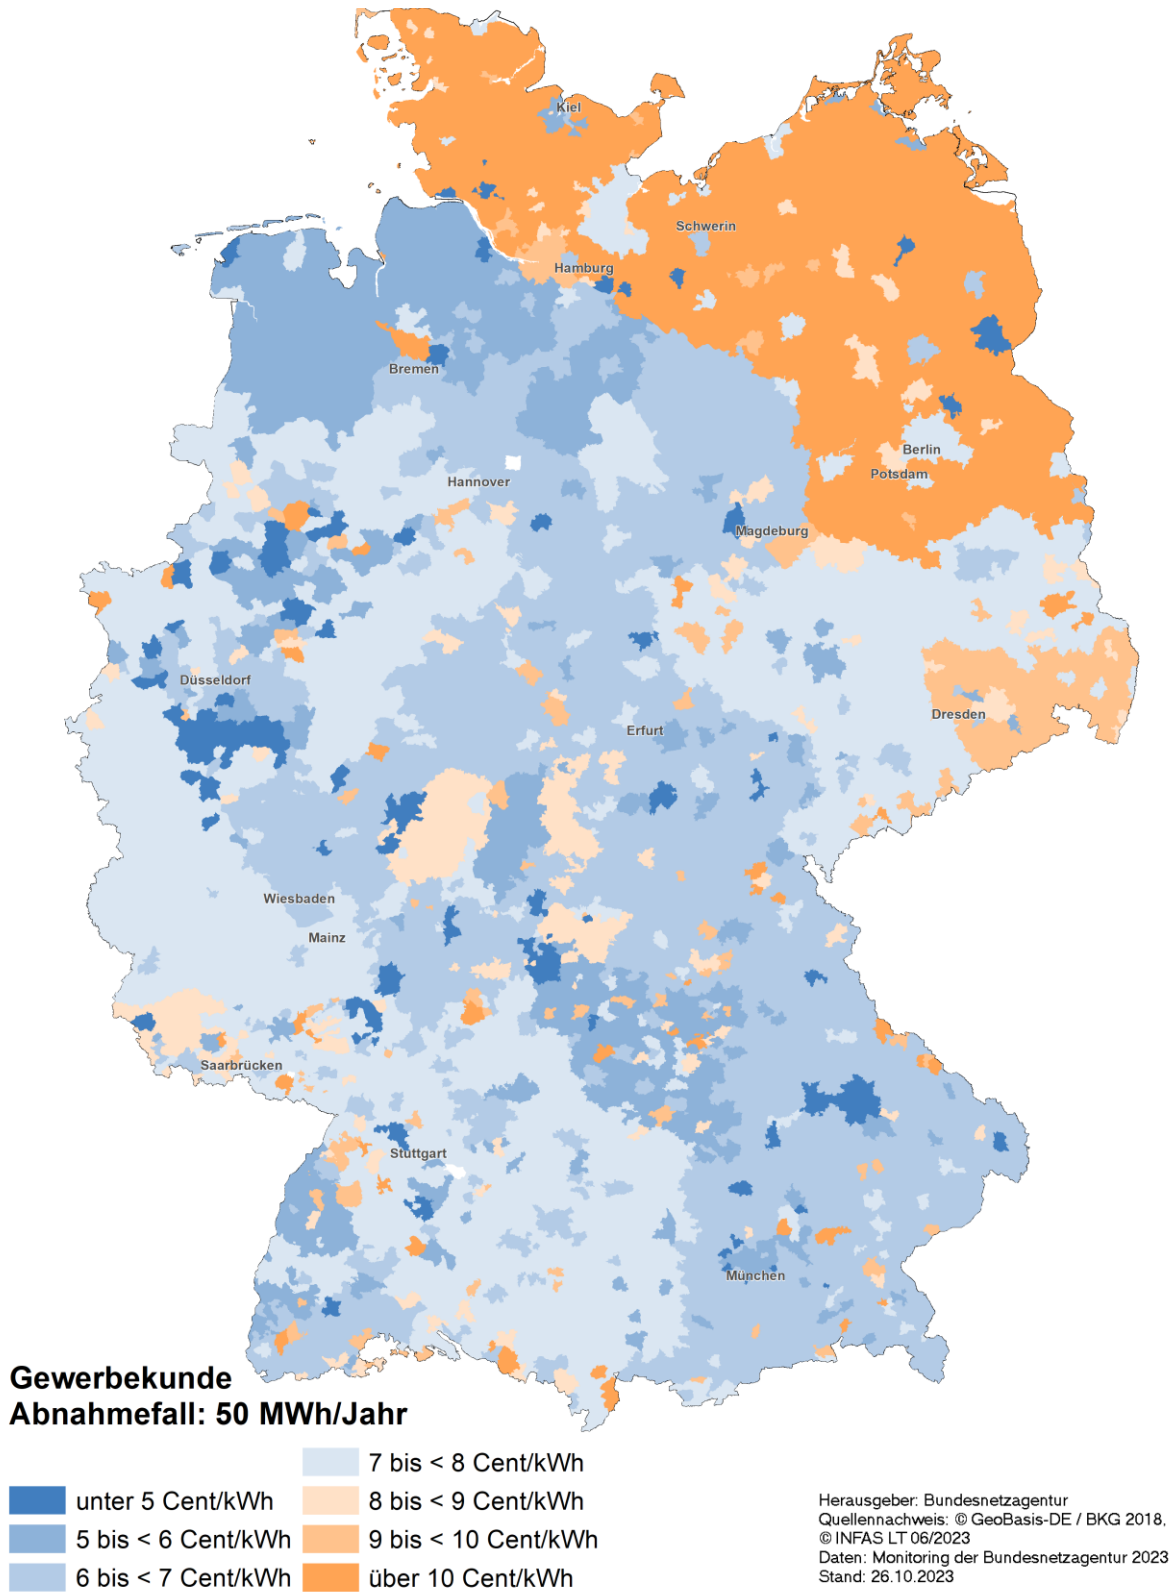 Kiel
Schwerin
Hamburg
Bremen
Berlin
Hannover
Potsdam
Magdeburg
Düsseldorf
Dresden
Erfurt
Wiesbaden
Mainz
Saarbrücken
Stuttgart
München
Gewerbekunde
Abnahmefall: 50 MWh/Jahr
unter 5 Cent/kWh
5 bis < 6 Cent/kWh
6 bis < 7 Cent/kWh
7 bis < 8 Cent/kWh
8 bis < 9 Cent/kWh
9 bis < 10 Cent/kWh
über 10 Cent/kWh
Herausgeber: Bundesnetzagentur
Quellennachweis: © GeoBasis-DE / BKG 2018,
© INFAS LT 06/2023
Daten: Monitoring der Bundesnetzagentur 2023
Stand: 26.10.2023